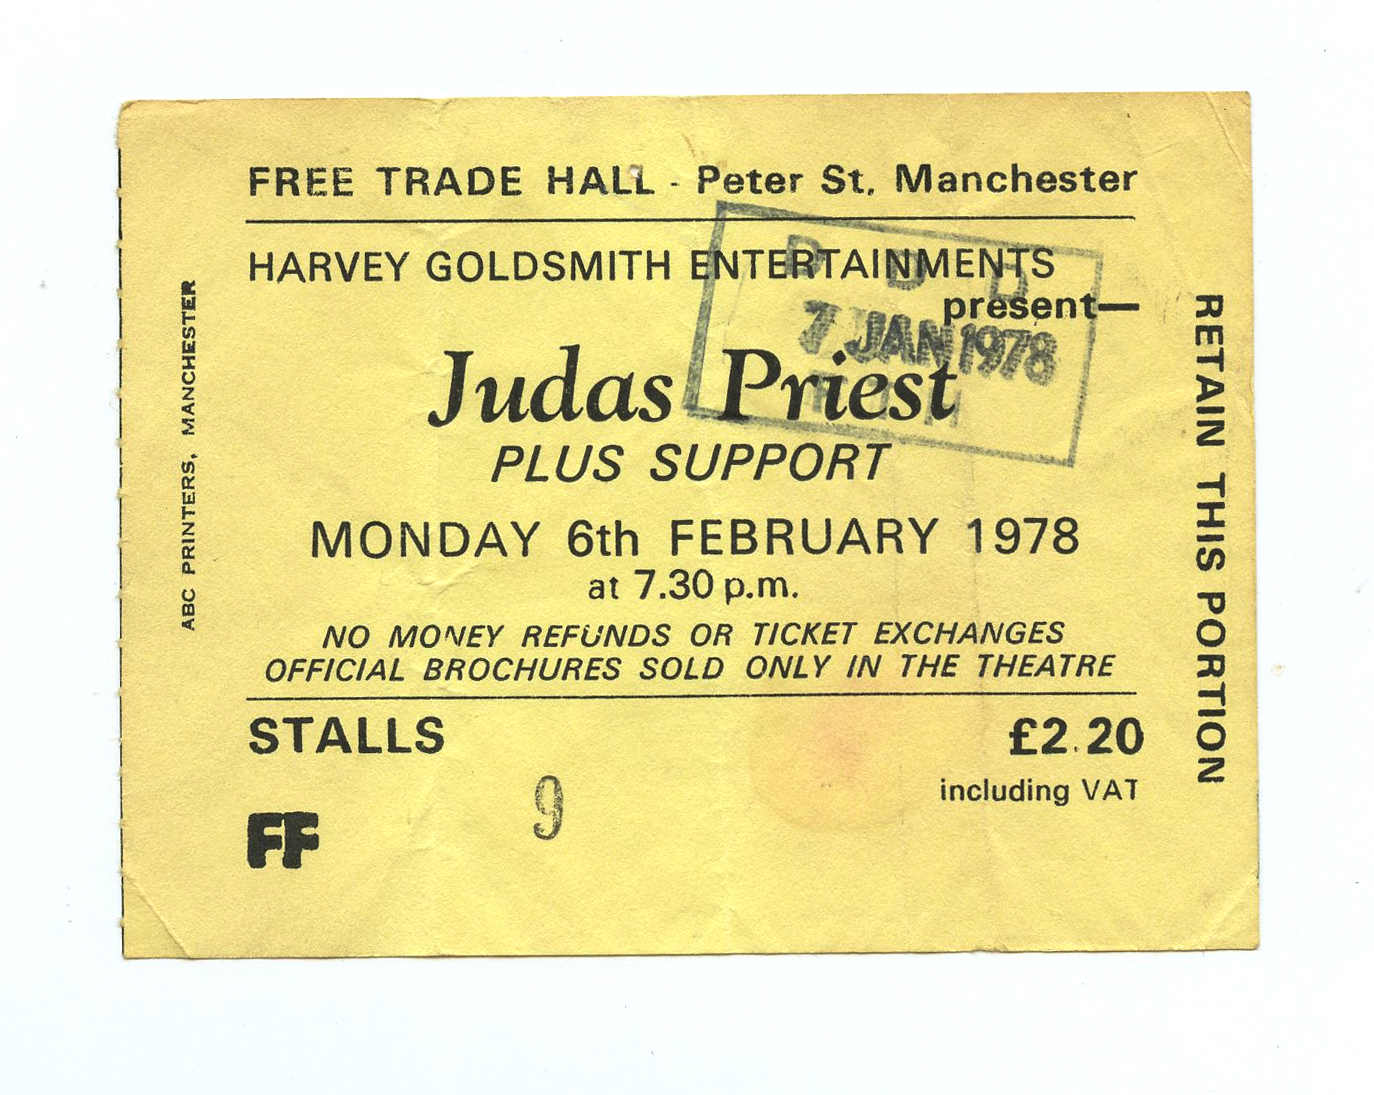 FREE TRADE HALL - Peter St. Manchester
HARVEY GOLDSMITH ENTERTAINMENTS
present—
Judas Priest
PLUS SUPPORT
MONDAY 6th FEBRUARY 1978
at 7.30 p.m.
NO MONEY REFUNDS OR TICKET EXCHANGES
OFFICIAL BROCHURES SOLD ONLY IN THE THEATRE
STALLS
£2.20
including VAT
FF
9
7 JAN 1978
ABC PRINTERS, MANCHESTER
RETAIN THIS PORTION